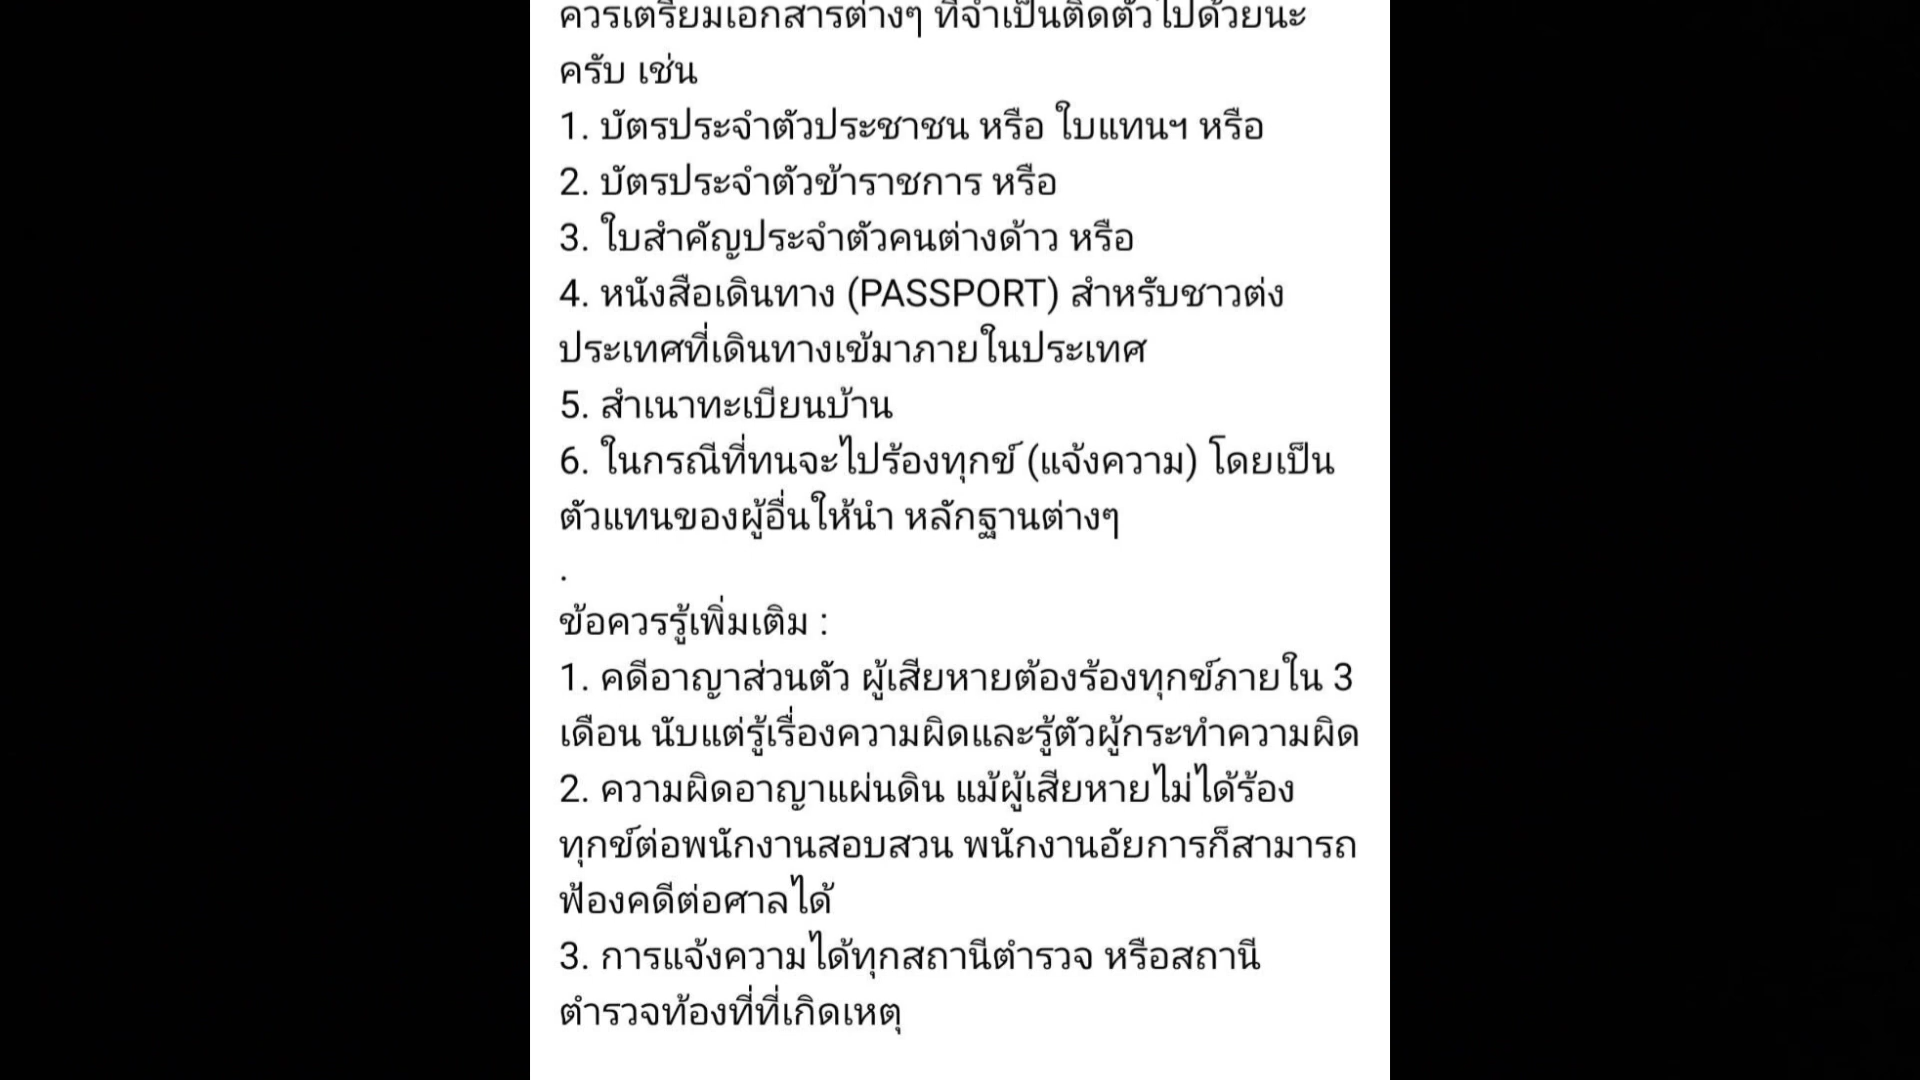 ควรเตรียมเอกสารต่างๆ ที่จำเป็นติดตัวไปด้วยนะ
ครับ เช่น
1. บัตรประจำตัวประชาชน หรือ ใบแทนฯ หรือ
2. บัตรประจำตัวข้าราชการ หรือ
3. ใบสำคัญประจำตัวคนต่างด้าว หรือ
4. หนังสือเดินทาง (PASSPORT) สำหรับชาวต่ง
ประเทศที่เดินทางเข้มาภายในประเทศ
5. สำเนาทะเบียนบ้าน
6. ในกรณีที่ทนจะไปร้องทุกข์ (แจ้งความ) โดยเป็น
ตัวแทนของผู้อื่นให้นำ หลักฐานต่างๆ
.
ข้อควรรู้เพิ่มเติม :
1. คดีอาญาส่วนตัว ผู้เสียหายต้องร้องทุกข์ภายใน 3
เดือน นับแต่รู้เรื่องความผิดและรู้ตัวผู้กระทำความผิด
2. ความผิดอาญาแผ่นดิน แม้ผู้เสียหายไม่ได้ร้อง
ทุกข์ต่อพนักงานสอบสวน พนักงานอัยการก็สามารถ
ฟ้องคดีต่อศาลได้
3. การแจ้งความได้ทุกสถานีตำรวจ หรือสถานี
ตำรวจท้องที่ที่เกิดเหตุ